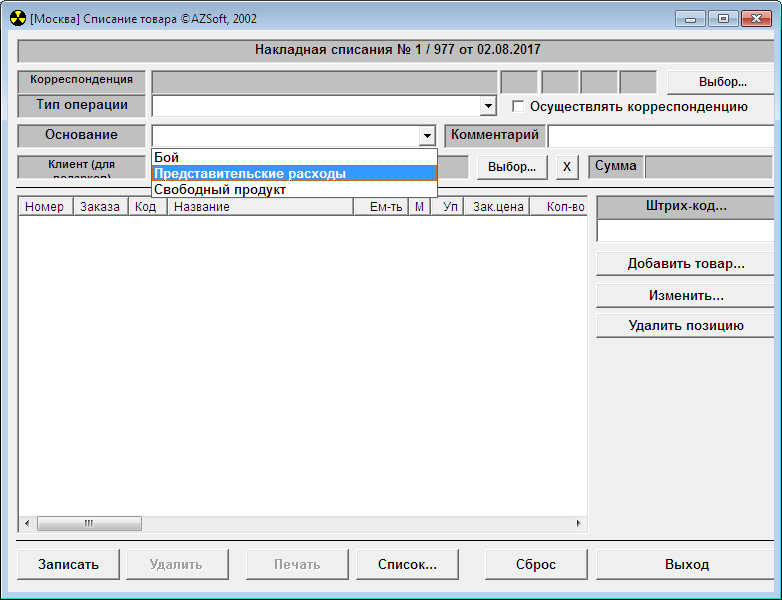 [Москва] Списание товара ©AZSoft, 2002
Накладная списания № 1 / 977 от 02.08.2017
Корреспонденция
Выбор...
Тип операции
Осуществлять корреспонденцию
Основание
Комментарий
Бой
Клиент (для
Представительские расходы
Выбор...
X
Сумма
Свободный продукт
Номер Заказа Код Название Ем-ть М Уп Зак.цена Кол-во
Штрих-код...
Добавить товар...
Изменить...
Удалить позицию
Записать Удалить Печать Список... Сброс Выход